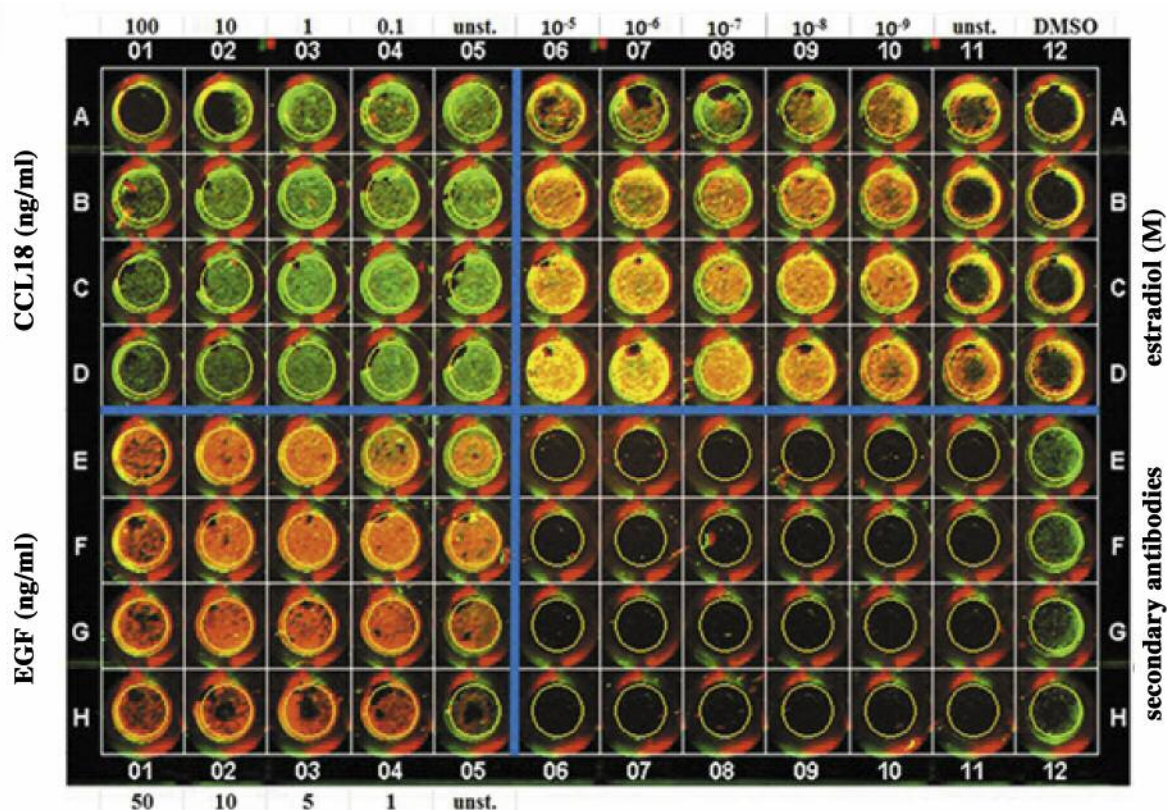 100 10 1 0.1 unst. 10⁻⁵ 10⁻⁶ 10⁻⁷ 10⁻⁸ 10⁻⁹ unst. DMSO
01 02 03 04 05 06 07 08 09 10 11 12
A A
B B
C C
D D
E E
F F
G G
H H
CCL18 (ng/ml)
EGF (ng/ml)
estradiol (M)
secondary antibodies
01 02 03 04 05 06 07 08 09 10 11 12
50 10 5 1 unst.